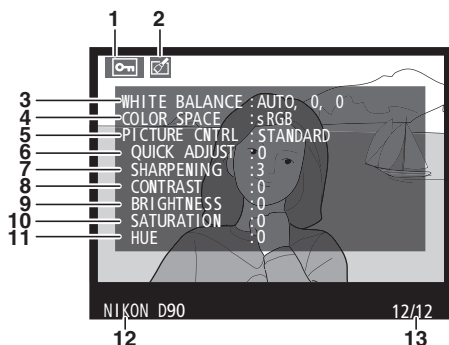 1 2
3 WHITE BALANCE :AUTO, 0, 0
4 COLOR SPACE :sRGB
5 PICTURE CNTRL :STANDARD
6 QUICK ADJUST :0
7 SHARPENING :3
8 CONTRAST :0
9 BRIGHTNESS :0
10 SATURATION :0
11 HUE :0
NIKON D90 12/12
12 13